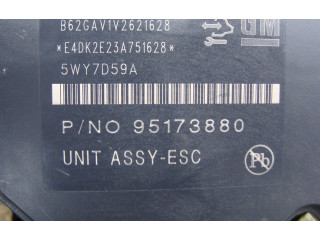 B62GAV1V2621628
*E4DK2E23A751628*
GM
5WY7D59A
P/NO 95173880
UNIT ASSY-ESC
Pb